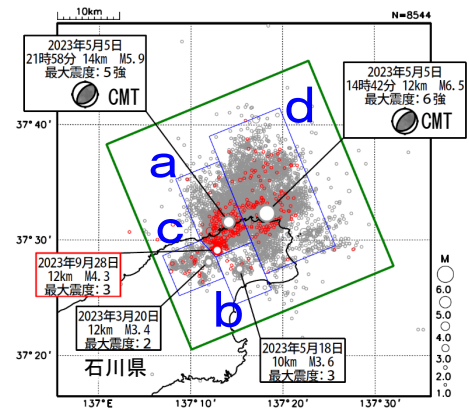 10km
N=8544
2023年5月5日
21時58分 14km M5.9
最大震度：5強
CMT
2023年5月5日
14時42分 12km M6.5
最大震度：6強
CMT
d
37°40'
a
c
37°30'
2023年9月28日
12km M4.3
最大震度：3
2023年3月20日
12km M3.4
最大震度：2
b
2023年5月18日
10km M3.6
最大震度：3
37°20'
石川県
M
6.0
5.0
4.0
3.0
2.0
1.0
137°E
137°10'
137°20'
137°30'